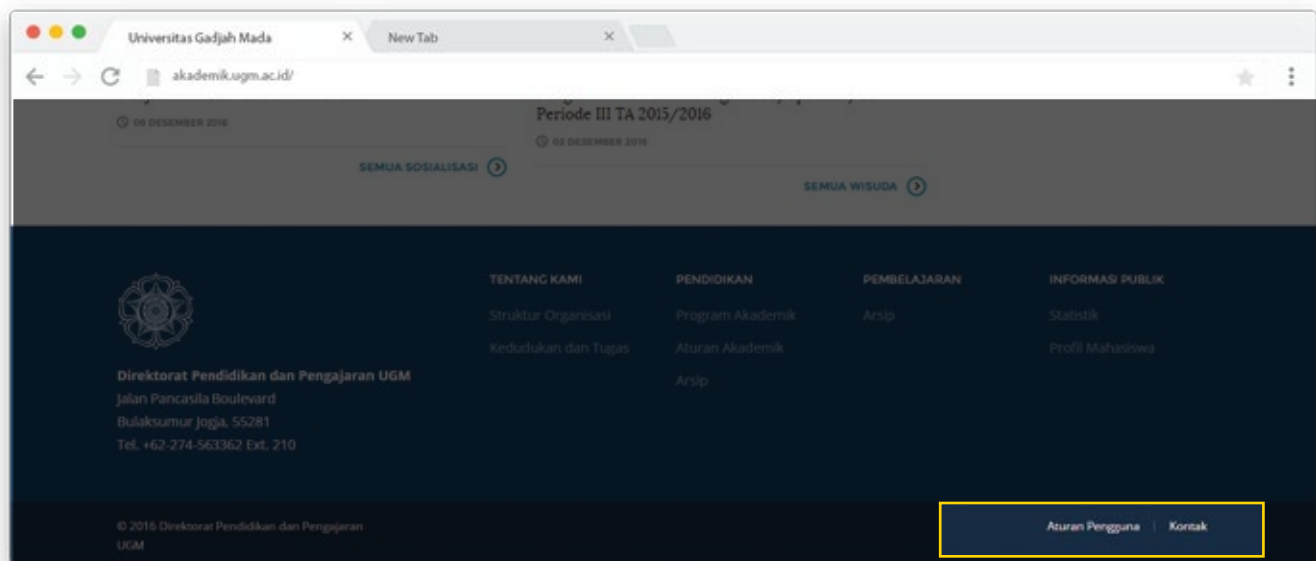 Universitas Gadjah Mada
New Tab
akademik.ugm.ac.id/
08 DESEMBER 2016
SEMUA SOSIALISASI
Periode III TA 2015/2016
02 DESEMBER 2016
SEMUA WISUDA
Direktorat Pendidikan dan Pengajaran UGM
Jalan Pancasila Boulevard
Bulaksumur Jogja, 55281
Tel. +62-274-563362 Ext. 210
TENTANG KAMI
Struktur Organisasi
Kedudukan dan Tugas
PENDIDIKAN
Program Akademik
Aturan Akademik
Arsip
PEMBELAJARAN
Arsip
INFORMASI PUBLIK
Statistik
Profil Mahasiswa
© 2016 Direktorat Pendidikan dan Pengajaran
UGM
Aturan Pengguna | Kontak